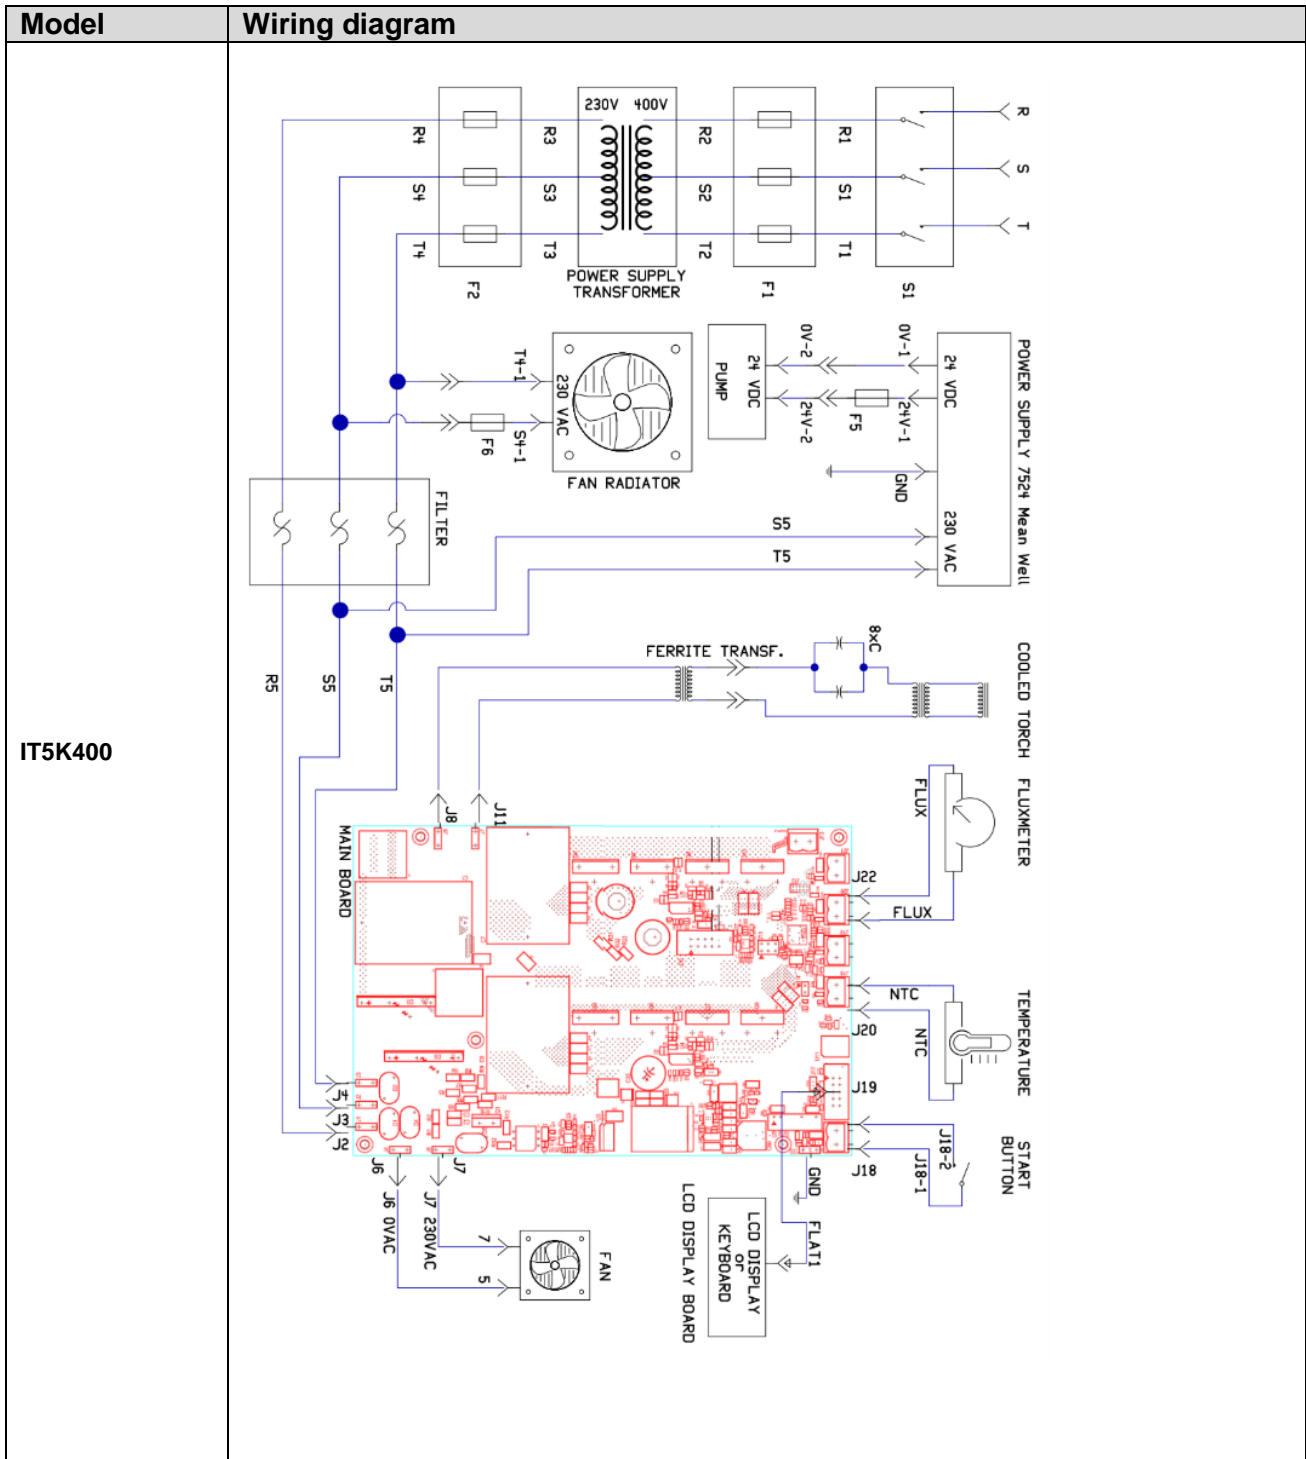 Model
Wiring diagram
IT5K400
230V 400V
R4
R3
R2
R1
R
S4
S3
S2
S1
S
T4
T3
T2
T1
T
F2
POWER SUPPLY
TRANSFORMER
F1
S1
T4-1
S4-1
F6
230 VAC
FAN RADIATOR
PUMP
24 VDC
0V-2
0V-1
24V-2
24V-1
F5
24 VDC
GND
230 VAC
POWER SUPPLY 7524 Mean Well
FILTER
S5
T5
R5
S5
T5
FERRITE TRANSF.
8xC
COOLED TORCH
FLUXMETER
FLUX
FLUX
J8
J11
MAIN BOARD
J22
NTC
NTC
J20
TEMPERATURE
J19
J18
J18-2
J18-1
START
BUTTON
J4
J3
J2
J6
J7
J6 0VAC
J7 230VAC
7
5
FAN
GND
FLAT1
LCD DISPLAY
or
KEYBOARD
LCD DISPLAY BOARD